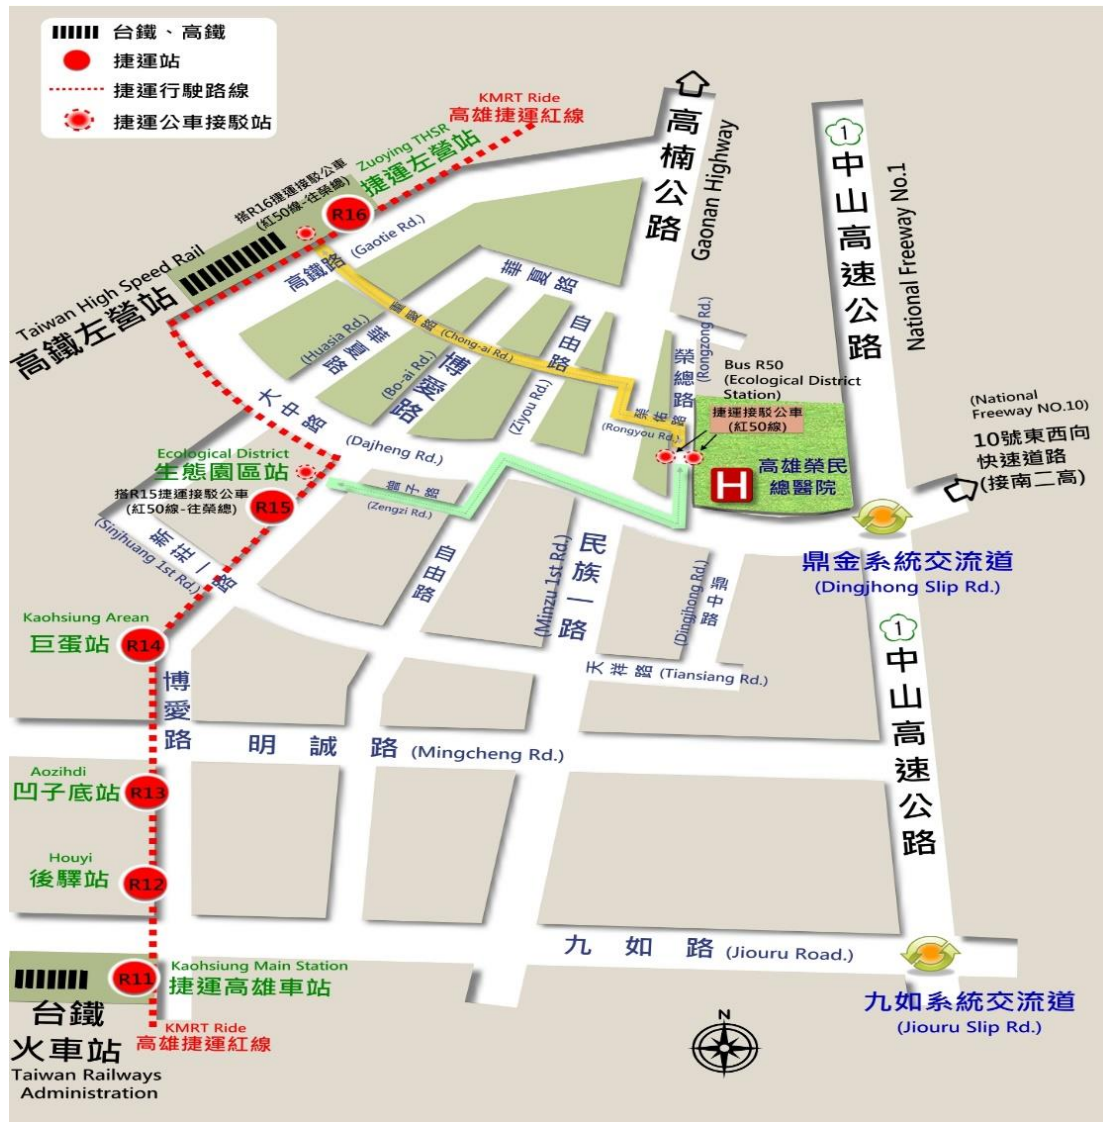 台鐵、高鐵
捷運站
捷運行駛路線
捷運公車接駁站
KMRT Ride
高雄捷運紅線
Zuoying THSR
捷運左營站
搭R16捷運接駁公車
(紅50線-往榮總)
R16
Taiwan High Speed Rail
高鐵左營站
高鐵路 (Gaotie Rd.)
高楠公路
Gaonan Highway
1
中山高速公路
National Freeway No.1
華夏路
(Huasia Rd.)
華夏路
(Chong-ai Rd.)
自由路
(Bo-ai Rd.)
博愛路
(Ziyou Rd.)
榮總路
(Rongzong Rd.)
榮佑路
(Rongyou Rd.)
Bus R50
(Ecological District
Station)
捷運接駁公車
(紅50線)
H
高雄榮民
總醫院
(National
Freeway NO.10)
10號東西向
快速道路
(接南二高)
大中路
(Dajheng Rd.)
Ecological District
生態園區站
搭R15捷運接駁公車
(紅50線-往榮總)
R15
(Zengzi Rd.)
新莊一路
(Sinjhuang 1st Rd.)
自由路
民族一路
(Minzu 1st Rd.)
鼎中路
(Dingjhong Rd.)
鼎金系統交流道
(Dingjhong Slip Rd.)
Kaohsiung Arean
巨蛋站
R14
天祥路 (Tiansiang Rd.)
1
中山高速公路
博愛路
明誠路 (Mingcheng Rd.)
Aozihdi
凹子底站
R13
Houyi
後驛站
R12
九如路 (Jiouru Road.)
R11
Kaohsiung Main Station
捷運高雄車站
九如系統交流道
(Jiouru Slip Rd.)
台鐵
火車站
Taiwan Railways
Administration
KMRT Ride
高雄捷運紅線
N